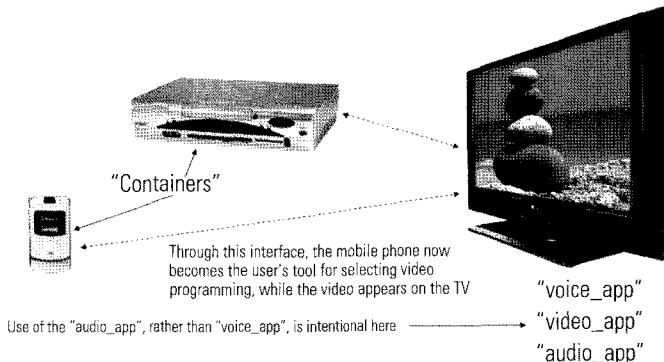 "Containers"
Through this interface, the mobile phone now
becomes the user's tool for selecting video
programming, while the video appears on the TV
"voice_app"
Use of the "audio_app", rather than "voice_app", is intentional here
"video_app"
"audio_app"